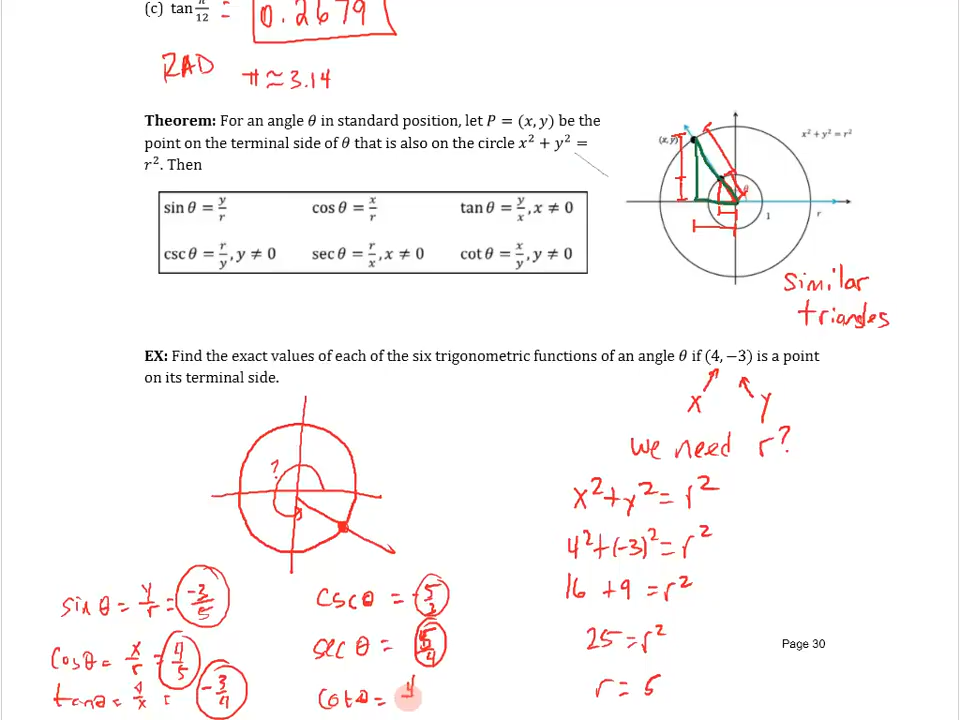 (c) tan π/12 = 0.2679
RAD π ≈ 3.14
Theorem: For an angle θ in standard position, let P = (x, y) be the
point on the terminal side of θ that is also on the circle x² + y² =
r². Then
sin θ = y/r cos θ = x/r tan θ = y/x, x ≠ 0
csc θ = r/y, y ≠ 0 sec θ = r/x, x ≠ 0 cot θ = x/y, y ≠ 0
(x, y)
x² + y² = r²
θ
1 r
similar
triangles
EX: Find the exact values of each of the six trigonometric functions of an angle θ if (4, −3) is a point
on its terminal side.
x y
we need r?
?
x² + y² = r²
4² + (-3)² = r²
16 + 9 = r²
25 = r²
r = 5
sin θ = y/r = -3/5
cos θ = x/r = 4/5
tan θ = y/x = -3/4
csc θ = -5/3
sec θ = 5/4
cot θ = 4
Page 30